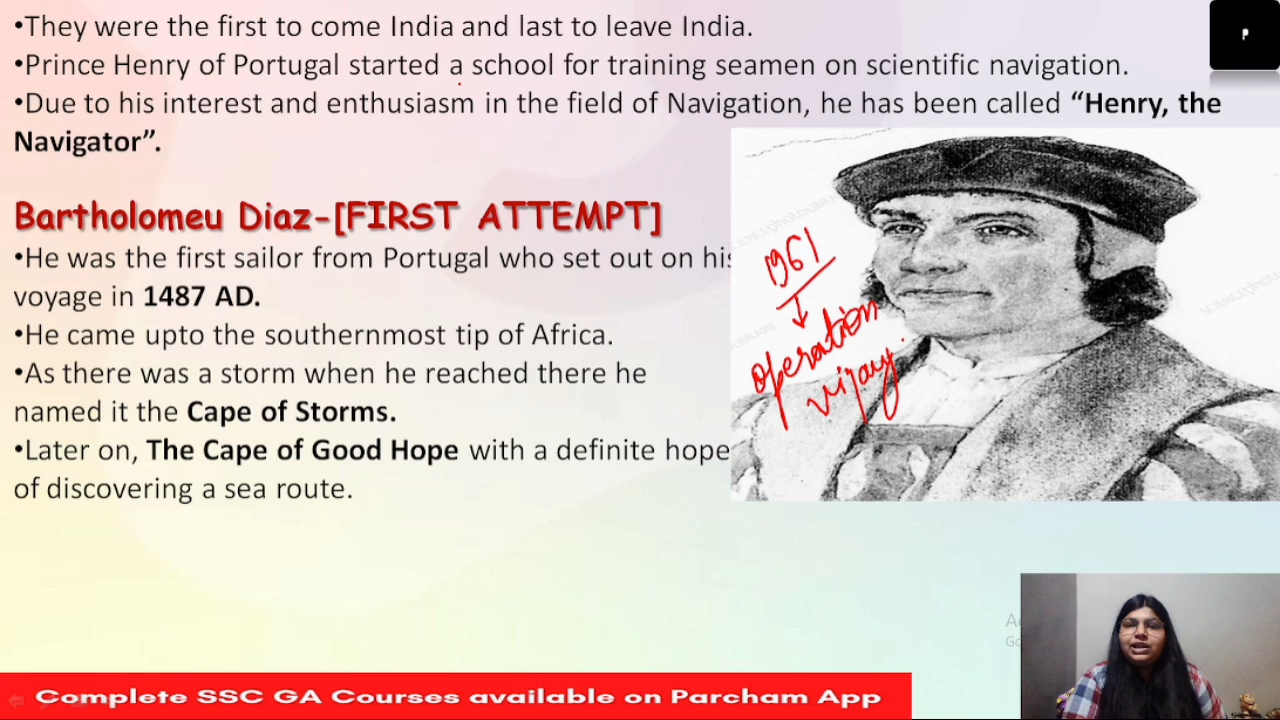 •They were the first to come India and last to leave India.
•Prince Henry of Portugal started a school for training seamen on scientific navigation.
•Due to his interest and enthusiasm in the field of Navigation, he has been called “Henry, the
Navigator”.
Bartholomeu Diaz-[FIRST ATTEMPT]
•He was the first sailor from Portugal who set out on his
voyage in 1487 AD.
•He came upto the southernmost tip of Africa.
•As there was a storm when he reached there he
named it the Cape of Storms.
•Later on, The Cape of Good Hope with a definite hope
of discovering a sea route.
1961
operation
vijay.
Complete SSC GA Courses available on Parcham App